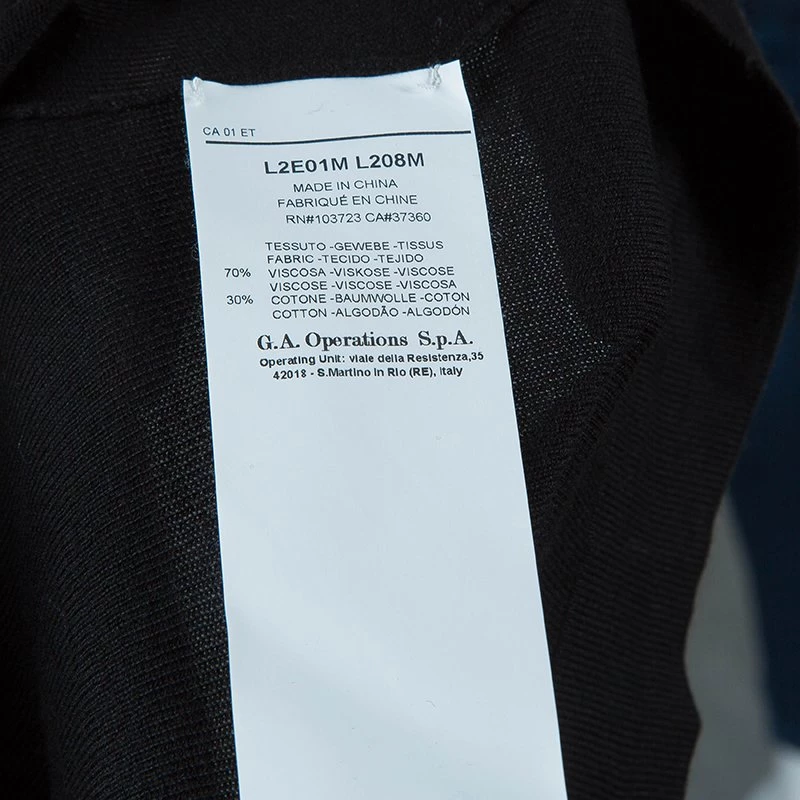 CA 01 ET
L2E01M L208M
MADE IN CHINA
FABRIQUÉ EN CHINE
RN#103723 CA#37360
TESSUTO -GEWEBE -TISSUS
FABRIC -TECIDO -TEJIDO
70% VISCOSA -VISKOSE -VISCOSE
VISCOSE -VISCOSE -VISCOSA
30% COTONE -BAUMWOLLE -COTON
COTTON -ALGODÃO -ALGODÓN
G.A. Operations S.p.A.
Operating Unit: viale della Resistenza,35
42018 - S.Martino in Rio (RE), Italy